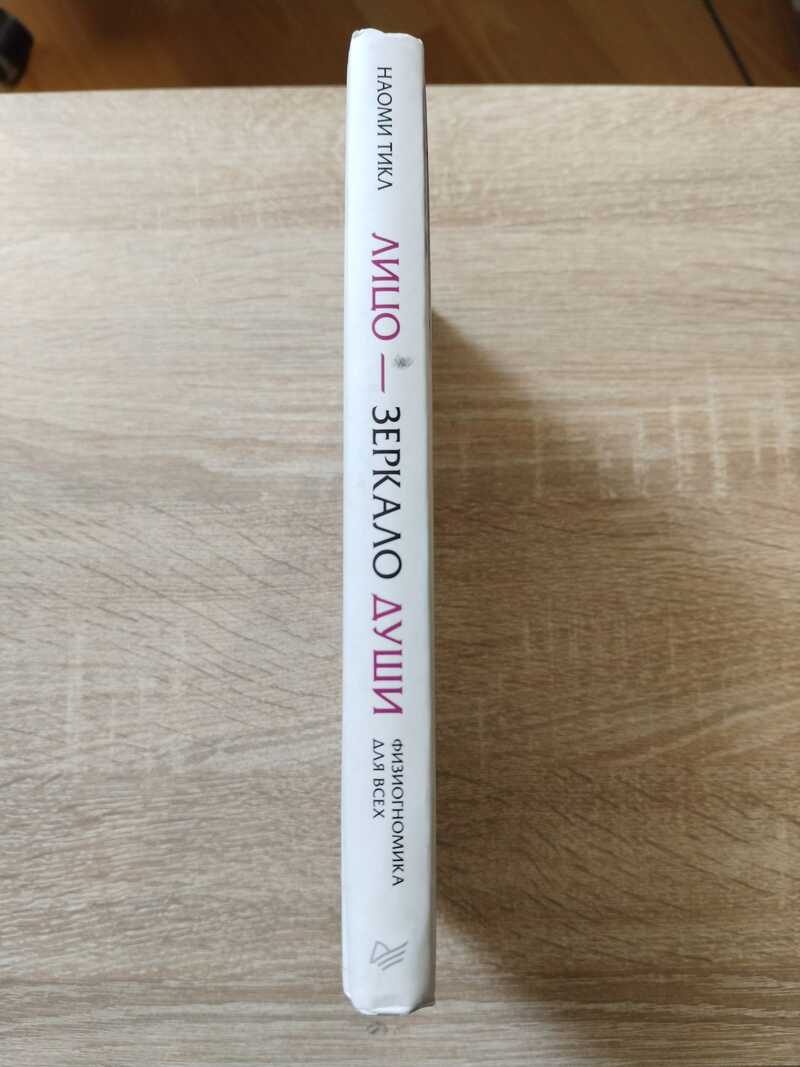 НАОМИ ТИКЛ
ЛИЦО — ЗЕРКАЛО ДУШИ
ФИЗИОГНОМИКА
ДЛЯ ВСЕХ